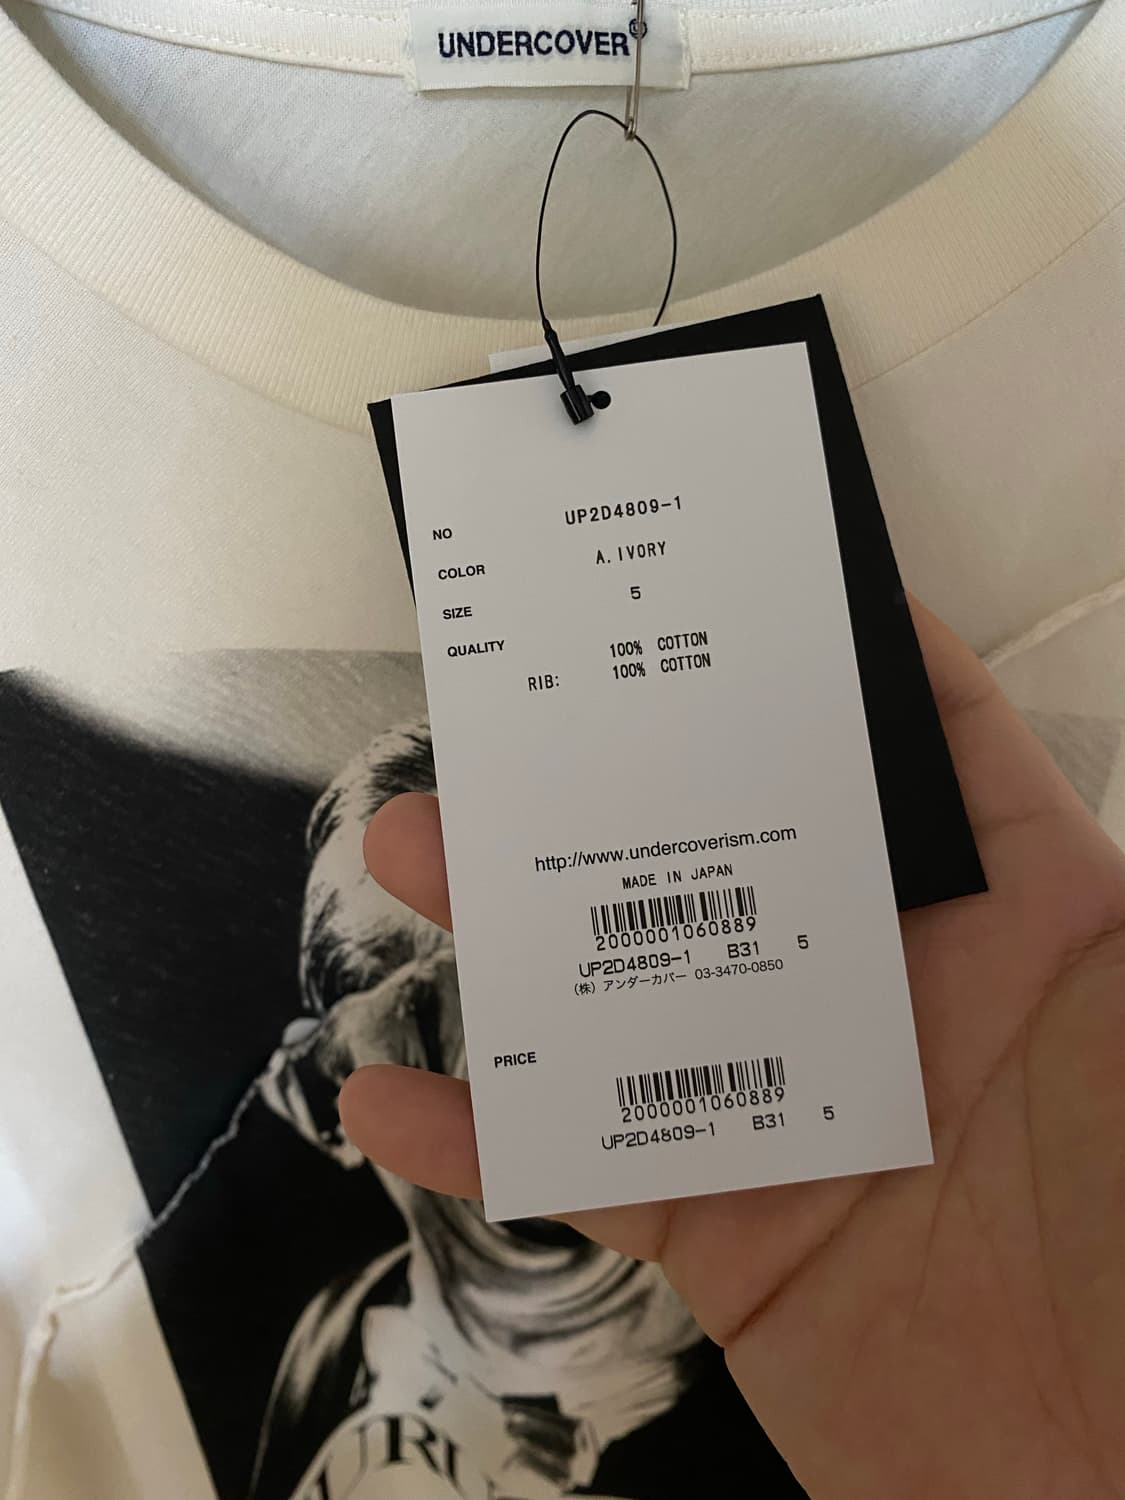 UNDERCOVER
NO UP2D4809-1
COLOR A. IVORY
SIZE 5
QUALITY 100% COTTON
RIB: 100% COTTON
http://www.undercoverism.com
MADE IN JAPAN
2000001060889
UP2D4809-1 B31 5
(株) アンダーカバー 03-3470-0850
PRICE
2000001060889
UP2D4809-1 B31 5